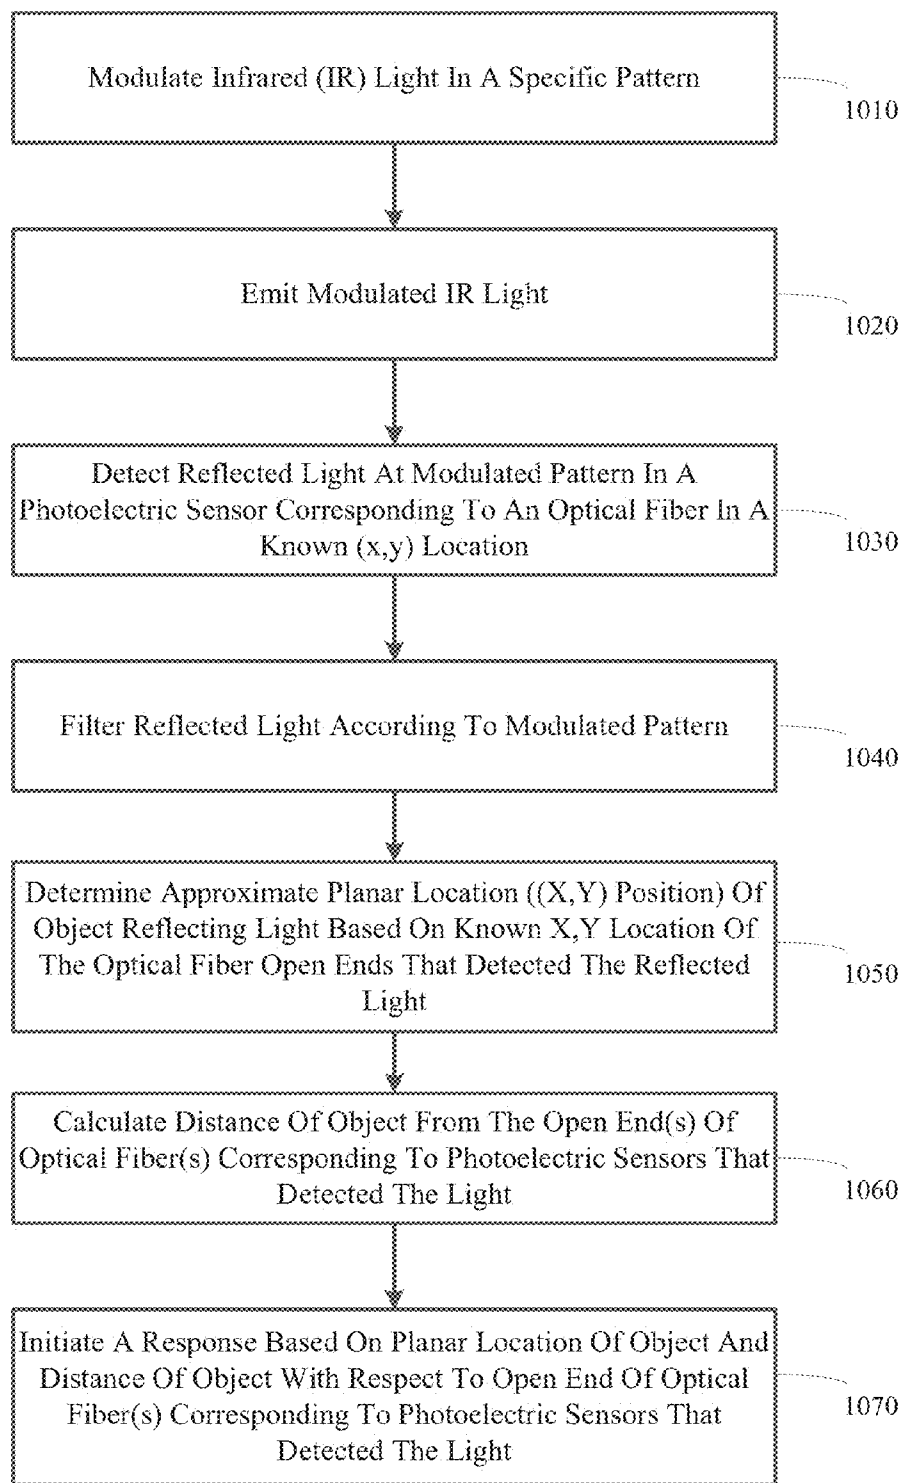 Modulate Infrared (IR) Light In A Specific Pattern
1010
Emit Modulated IR Light
1020
Detect Reflected Light At Modulated Pattern In A
Photoelectric Sensor Corresponding To An Optical Fiber In A
Known (x,y) Location
1030
Filter Reflected Light According To Modulated Pattern
1040
Determine Approximate Planar Location ((X,Y) Position) Of
Object Reflecting Light Based On Known X,Y Location Of
The Optical Fiber Open Ends That Detected The Reflected
Light
1050
Calculate Distance Of Object From The Open End(s) Of
Optical Fiber(s) Corresponding To Photoelectric Sensors That
Detected The Light
1060
Initiate A Response Based On Planar Location Of Object And
Distance Of Object With Respect To Open End Of Optical
Fiber(s) Corresponding To Photoelectric Sensors That
Detected The Light
1070